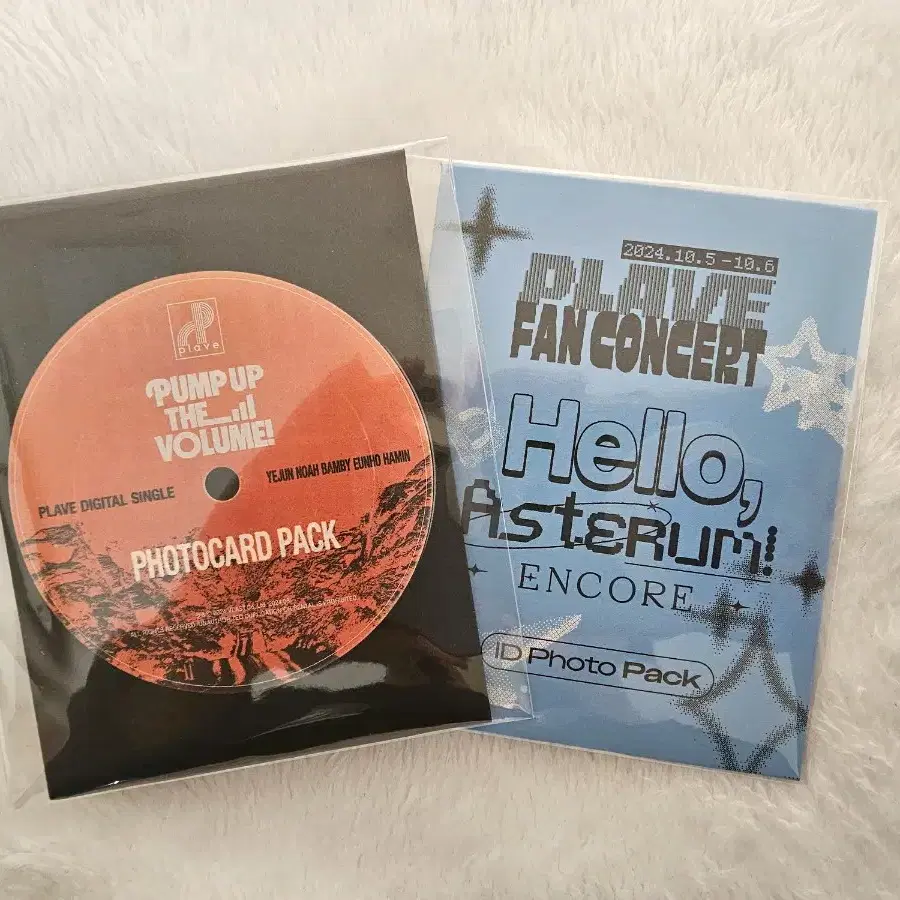 plave
PUMP UP
THE
VOLUME!
PLAVE DIGITAL SINGLE
YEJUN NOAH BAMBY EUNHO HAMIN
PHOTOCARD PACK
2024.10.5 -10.6
PLAVE
FAN CONCERT
Hello,
Asterum!
ENCORE
ID Photo Pack